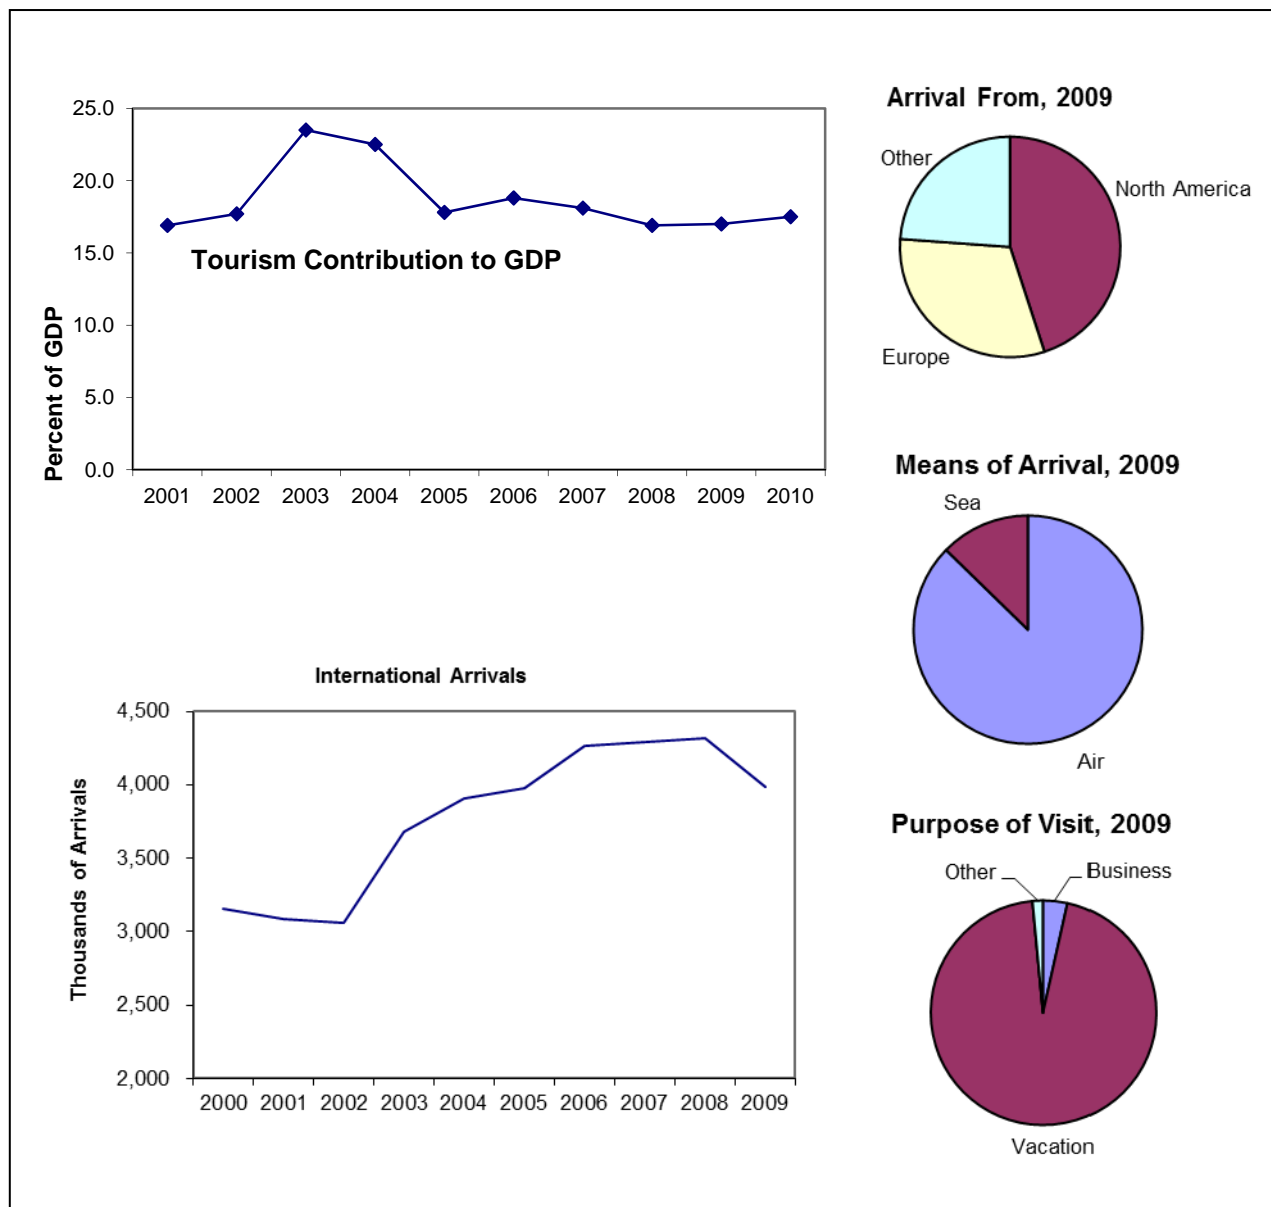 25.0
20.0
15.0
10.0
5.0
0.0
Percent of GDP
Tourism Contribution to GDP
2001 2002 2003 2004 2005 2006 2007 2008 2009 2010
Arrival From, 2009
Other
North America
Europe
Means of Arrival, 2009
Sea
Air
International Arrivals
4,500
4,000
3,500
3,000
2,500
2,000
Thousands of Arrivals
2000 2001 2002 2003 2004 2005 2006 2007 2008 2009
Purpose of Visit, 2009
Other
Business
Vacation